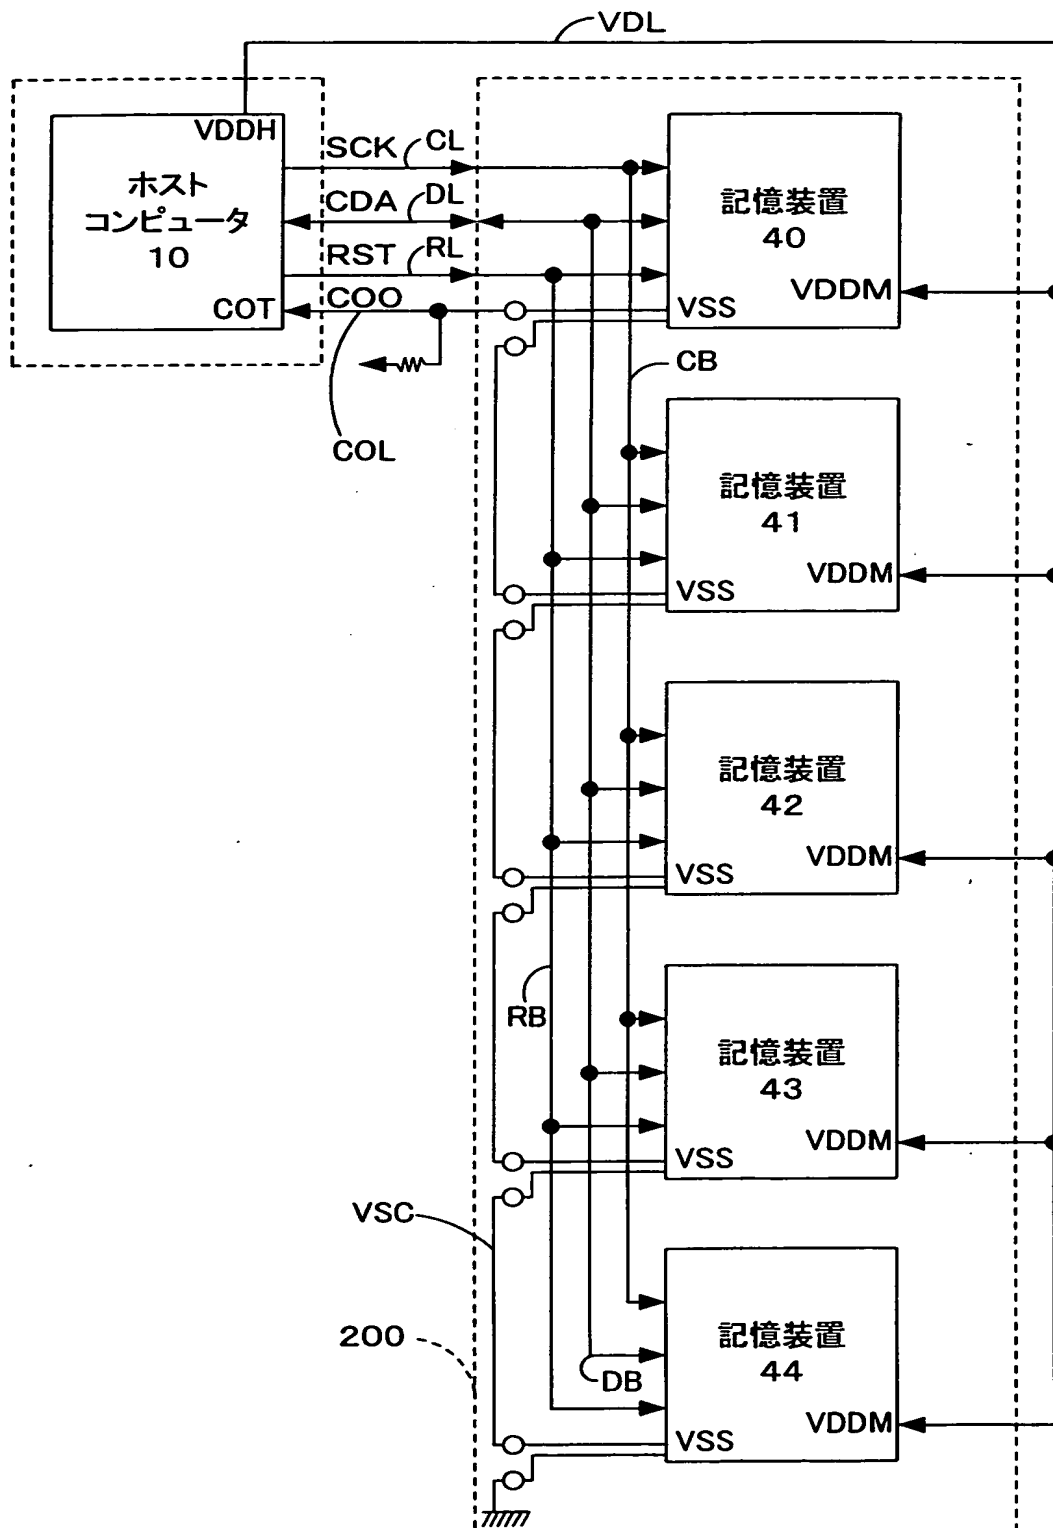 VDL
VDDH
ホスト
コンピュータ
10
COT
SCK
CL
CDA
DL
RST
RL
COO
COL
記憶装置
40
VDDM
VSS
CB
記憶装置
41
VDDM
VSS
記憶装置
42
VDDM
VSS
RB
記憶装置
43
VDDM
VSS
VSC
200
記憶装置
44
DB
VDDM
VSS